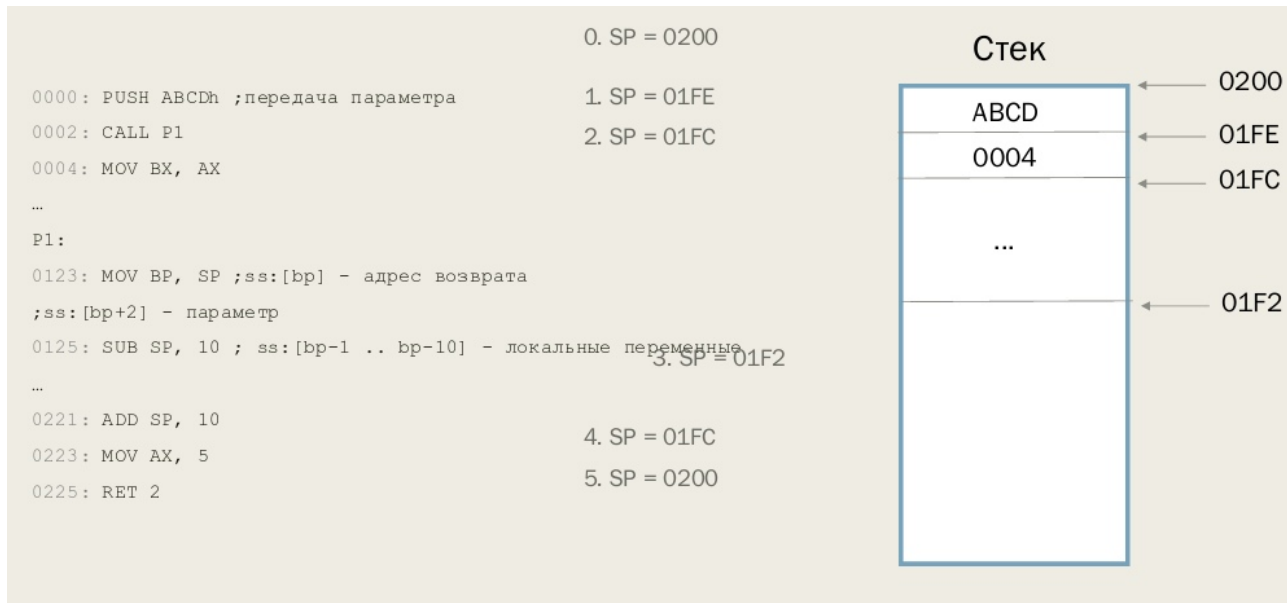 0. SP = 0200
0000: PUSH ABCDh ;передача параметра
1. SP = 01FE
0002: CALL P1
2. SP = 01FC
0004: MOV BX, AX
…
P1:
0123: MOV BP, SP ;ss:[bp] - адрес возврата
;ss:[bp+2] - параметр
0125: SUB SP, 10 ; ss:[bp-1 .. bp-10] - локальные переменные
3. SP = 01F2
…
0221: ADD SP, 10
4. SP = 01FC
0223: MOV AX, 5
5. SP = 0200
0225: RET 2
Стек
0200
ABCD
01FE
0004
01FC
...
01F2